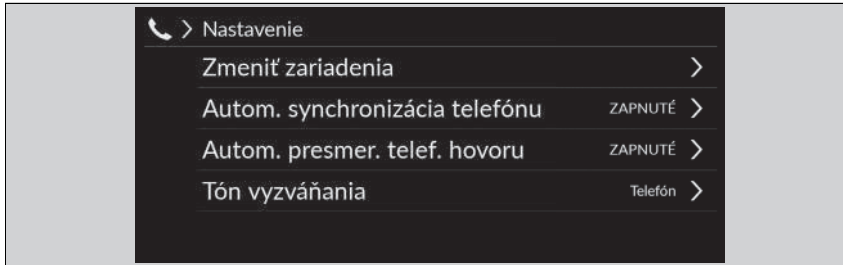 Nastavenie
Zmeniť zariadenia
Autom. synchronizácia telefónu ZAPNUTÉ
Autom. presmer. telef. hovoru ZAPNUTÉ
Tón vyzváňania Telefón